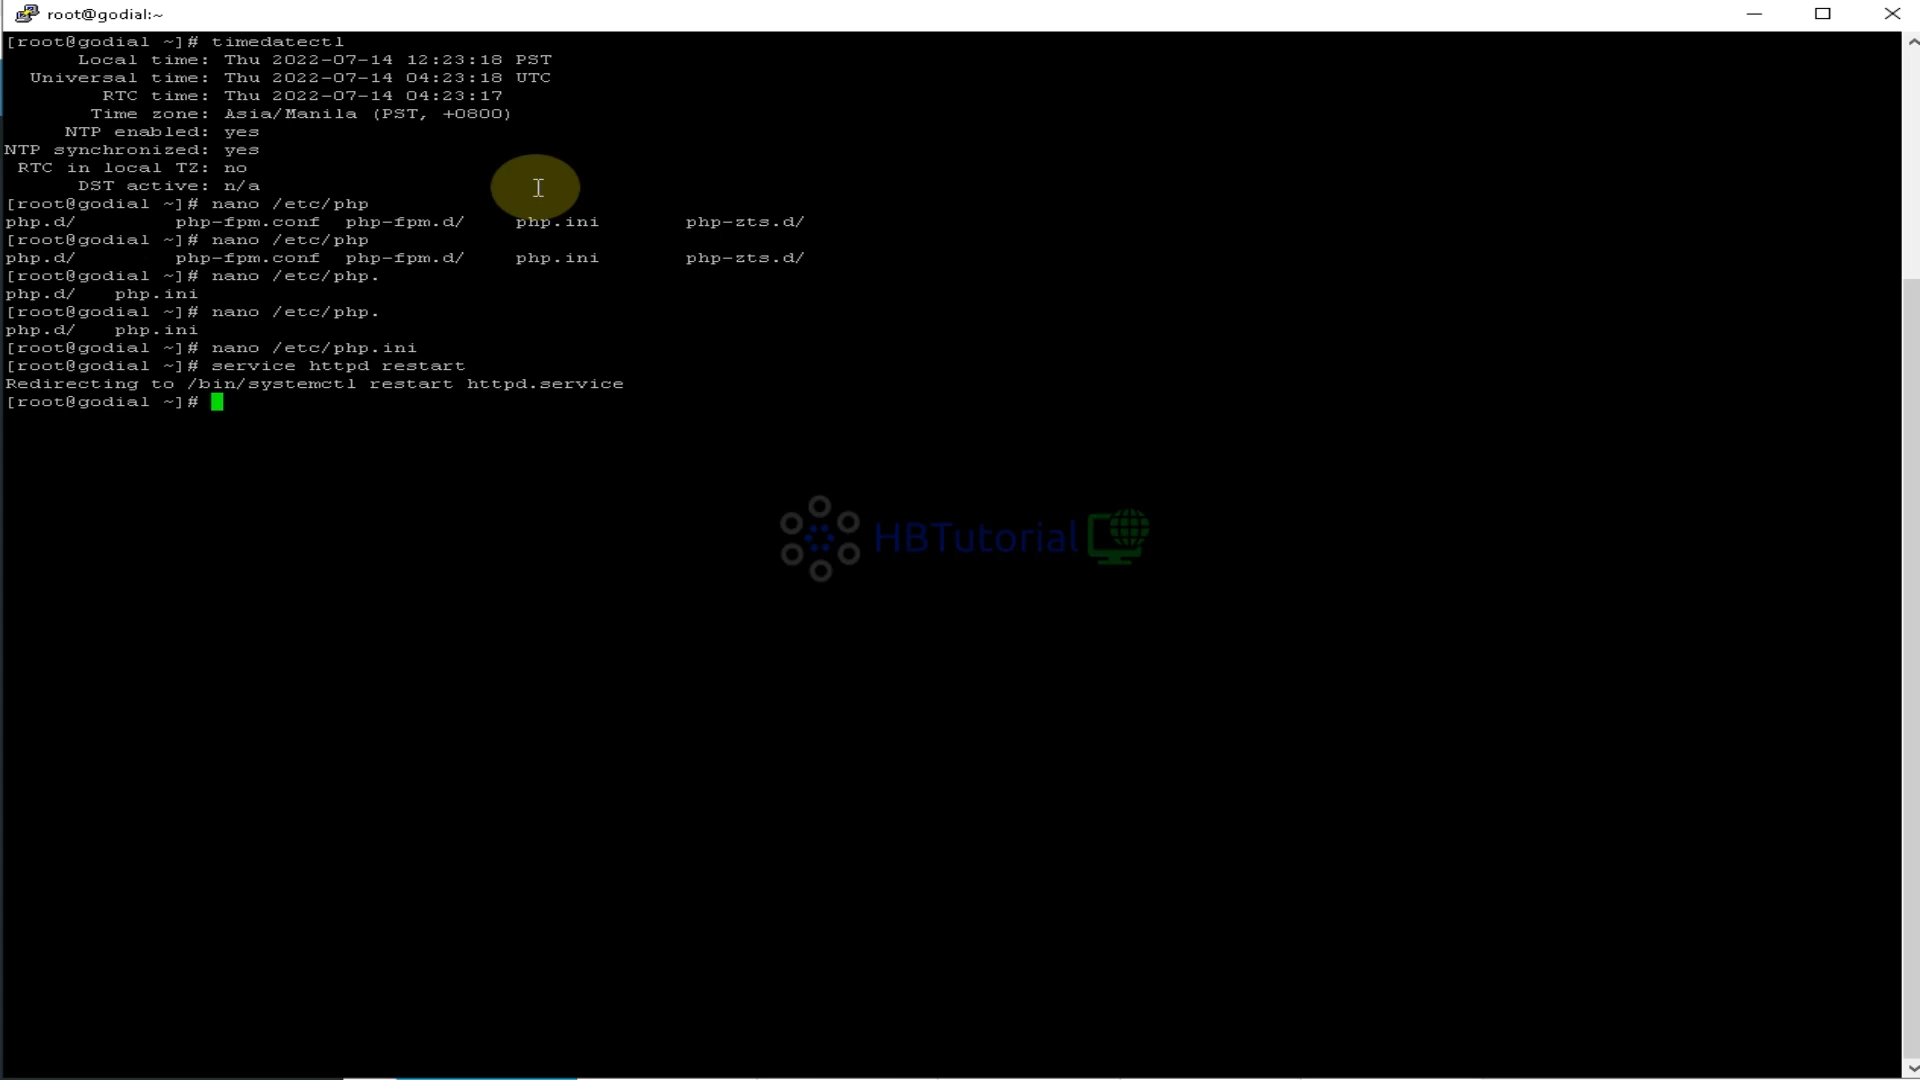 root@godial:~
[root@godial ~]# timedatectl
Local time: Thu 2022-07-14 12:23:18 PST
Universal time: Thu 2022-07-14 04:23:18 UTC
RTC time: Thu 2022-07-14 04:23:17
Time zone: Asia/Manila (PST, +0800)
NTP enabled: yes
NTP synchronized: yes
RTC in local TZ: no
DST active: n/a
[root@godial ~]# nano /etc/php
php.d/ php-fpm.conf php-fpm.d/ php.ini php-zts.d/
[root@godial ~]# nano /etc/php
php.d/ php-fpm.conf php-fpm.d/ php.ini php-zts.d/
[root@godial ~]# nano /etc/php.
php.d/ php.ini
[root@godial ~]# nano /etc/php.
php.d/ php.ini
[root@godial ~]# nano /etc/php.ini
[root@godial ~]# service httpd restart
Redirecting to /bin/systemctl restart httpd.service
[root@godial ~]#
HBTutorial